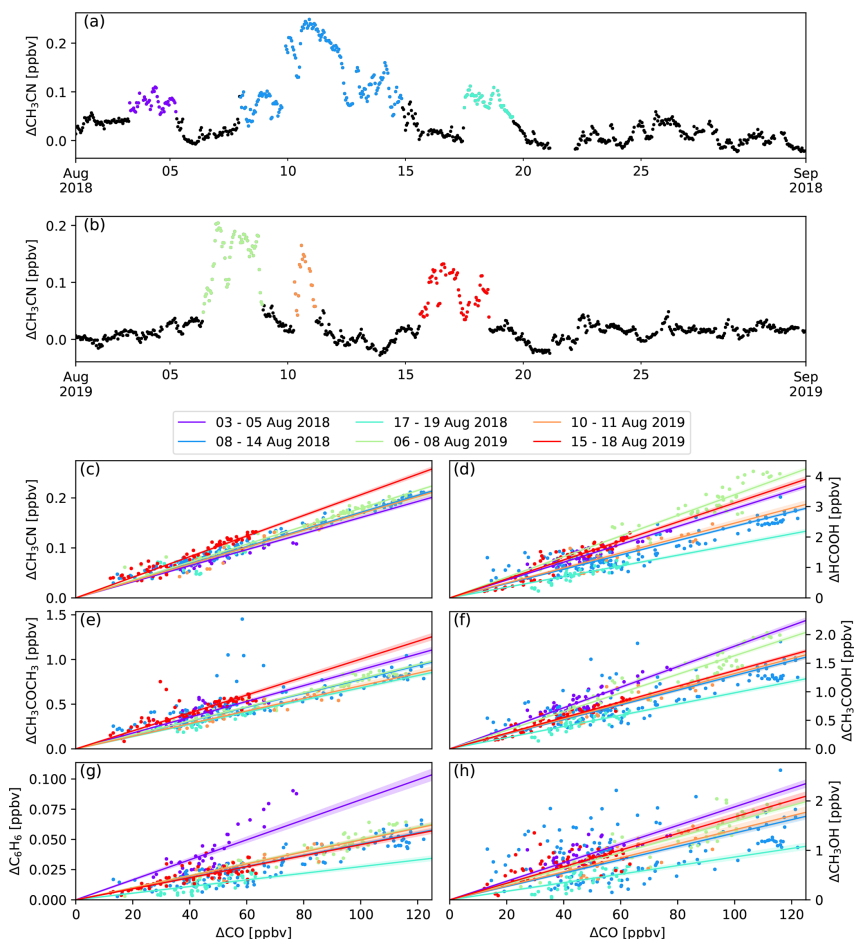 (a)
ΔCH₃CN [ppbv]
0.2
0.1
0.0
Aug
2018
05
10
15
20
25
Sep
2018
(b)
ΔCH₃CN [ppbv]
0.2
0.1
0.0
Aug
2019
05
10
15
20
25
Sep
2019
03 - 05 Aug 2018
08 - 14 Aug 2018
17 - 19 Aug 2018
06 - 08 Aug 2019
10 - 11 Aug 2019
15 - 18 Aug 2019
(c)
ΔCH₃CN [ppbv]
0.2
0.1
0.0
(d)
ΔHCOOH [ppbv]
4
3
2
1
0
(e)
ΔCH₃COCH₃ [ppbv]
1.5
1.0
0.5
0.0
(f)
ΔCH₃COOH [ppbv]
2.0
1.5
1.0
0.5
0.0
(g)
ΔC₆H₆ [ppbv]
0.100
0.075
0.050
0.025
0.000
0 20 40 60 80 100 120
ΔCO [ppbv]
(h)
ΔCH₃OH [ppbv]
2
1
0
0 20 40 60 80 100 120
ΔCO [ppbv]